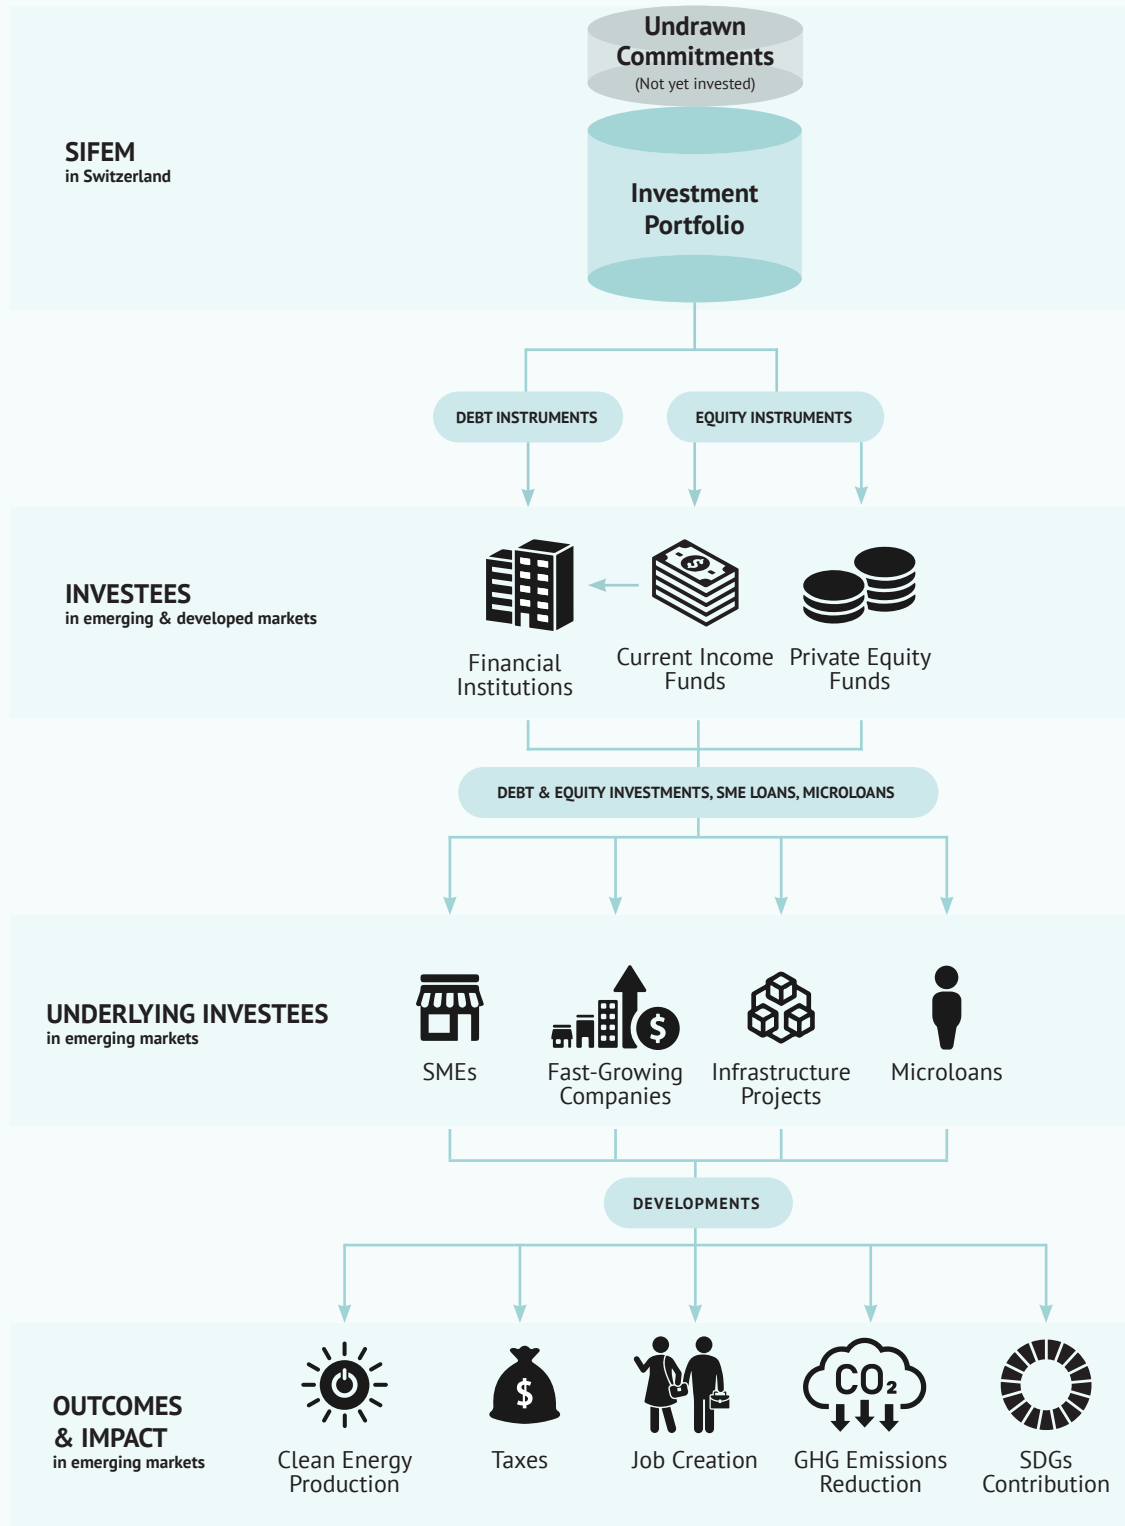 Undrawn
Commitments
(Not yet invested)
SIFEM
in Switzerland
Investment
Portfolio
DEBT INSTRUMENTS
EQUITY INSTRUMENTS
INVESTEES
in emerging & developed markets
$
Financial
Institutions
Current Income
Funds
Private Equity
Funds
DEBT & EQUITY INVESTMENTS, SME LOANS, MICROLOANS
UNDERLYING INVESTEES
in emerging markets
$
SMEs
Fast-Growing
Companies
Infrastructure
Projects
Microloans
DEVELOPMENTS
OUTCOMES
& IMPACT
in emerging markets
$
CO₂
Clean Energy
Production
Taxes
Job Creation
GHG Emissions
Reduction
SDGs
Contribution